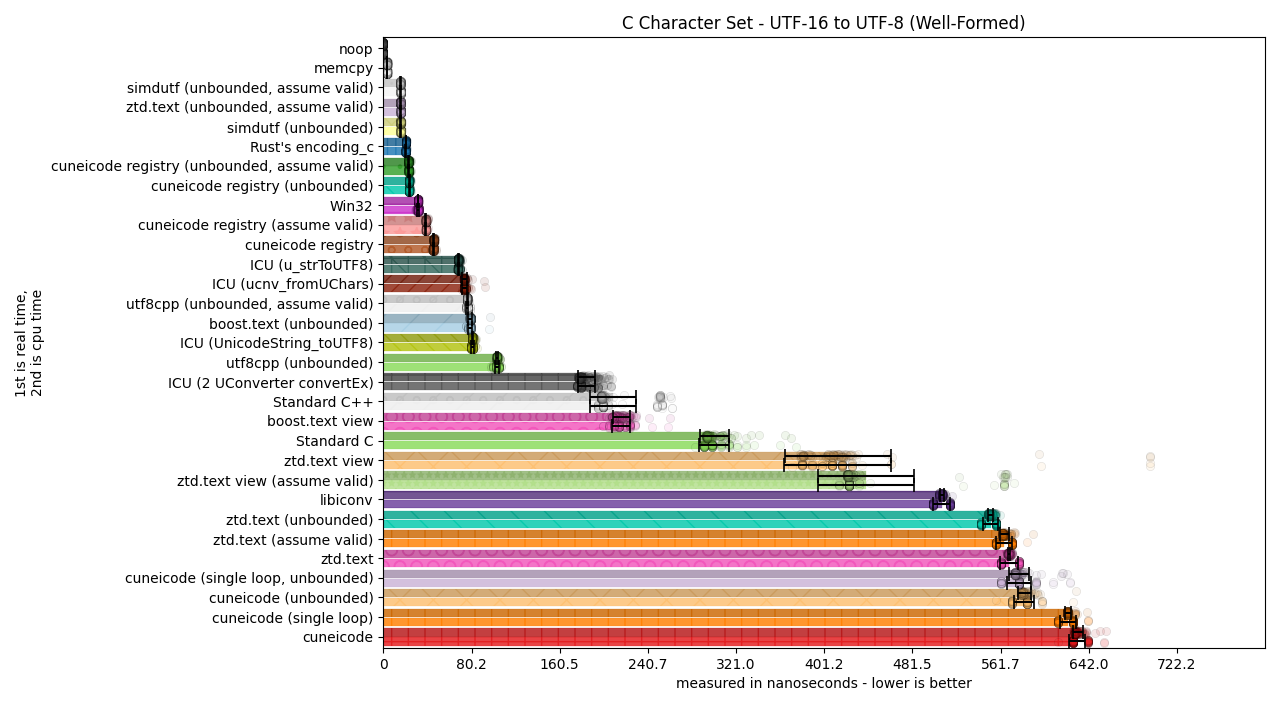 C Character Set - UTF-16 to UTF-8 (Well-Formed)
noop
memcpy
simdutf (unbounded, assume valid)
ztd.text (unbounded, assume valid)
simdutf (unbounded)
Rust's encoding_c
cuneicode registry (unbounded, assume valid)
cuneicode registry (unbounded)
Win32
cuneicode registry (assume valid)
cuneicode registry
ICU (u_strToUTF8)
ICU (ucnv_fromUChars)
utf8cpp (unbounded, assume valid)
boost.text (unbounded)
ICU (UnicodeString_toUTF8)
utf8cpp (unbounded)
ICU (2 UConverter convertEx)
Standard C++
boost.text view
Standard C
ztd.text view
ztd.text view (assume valid)
libiconv
ztd.text (unbounded)
ztd.text (assume valid)
ztd.text
cuneicode (single loop, unbounded)
cuneicode (unbounded)
cuneicode (single loop)
cuneicode
1st is real time,
2nd is cpu time
0 80.2 160.5 240.7 321.0 401.2 481.5 561.7 642.0 722.2
measured in nanoseconds - lower is better